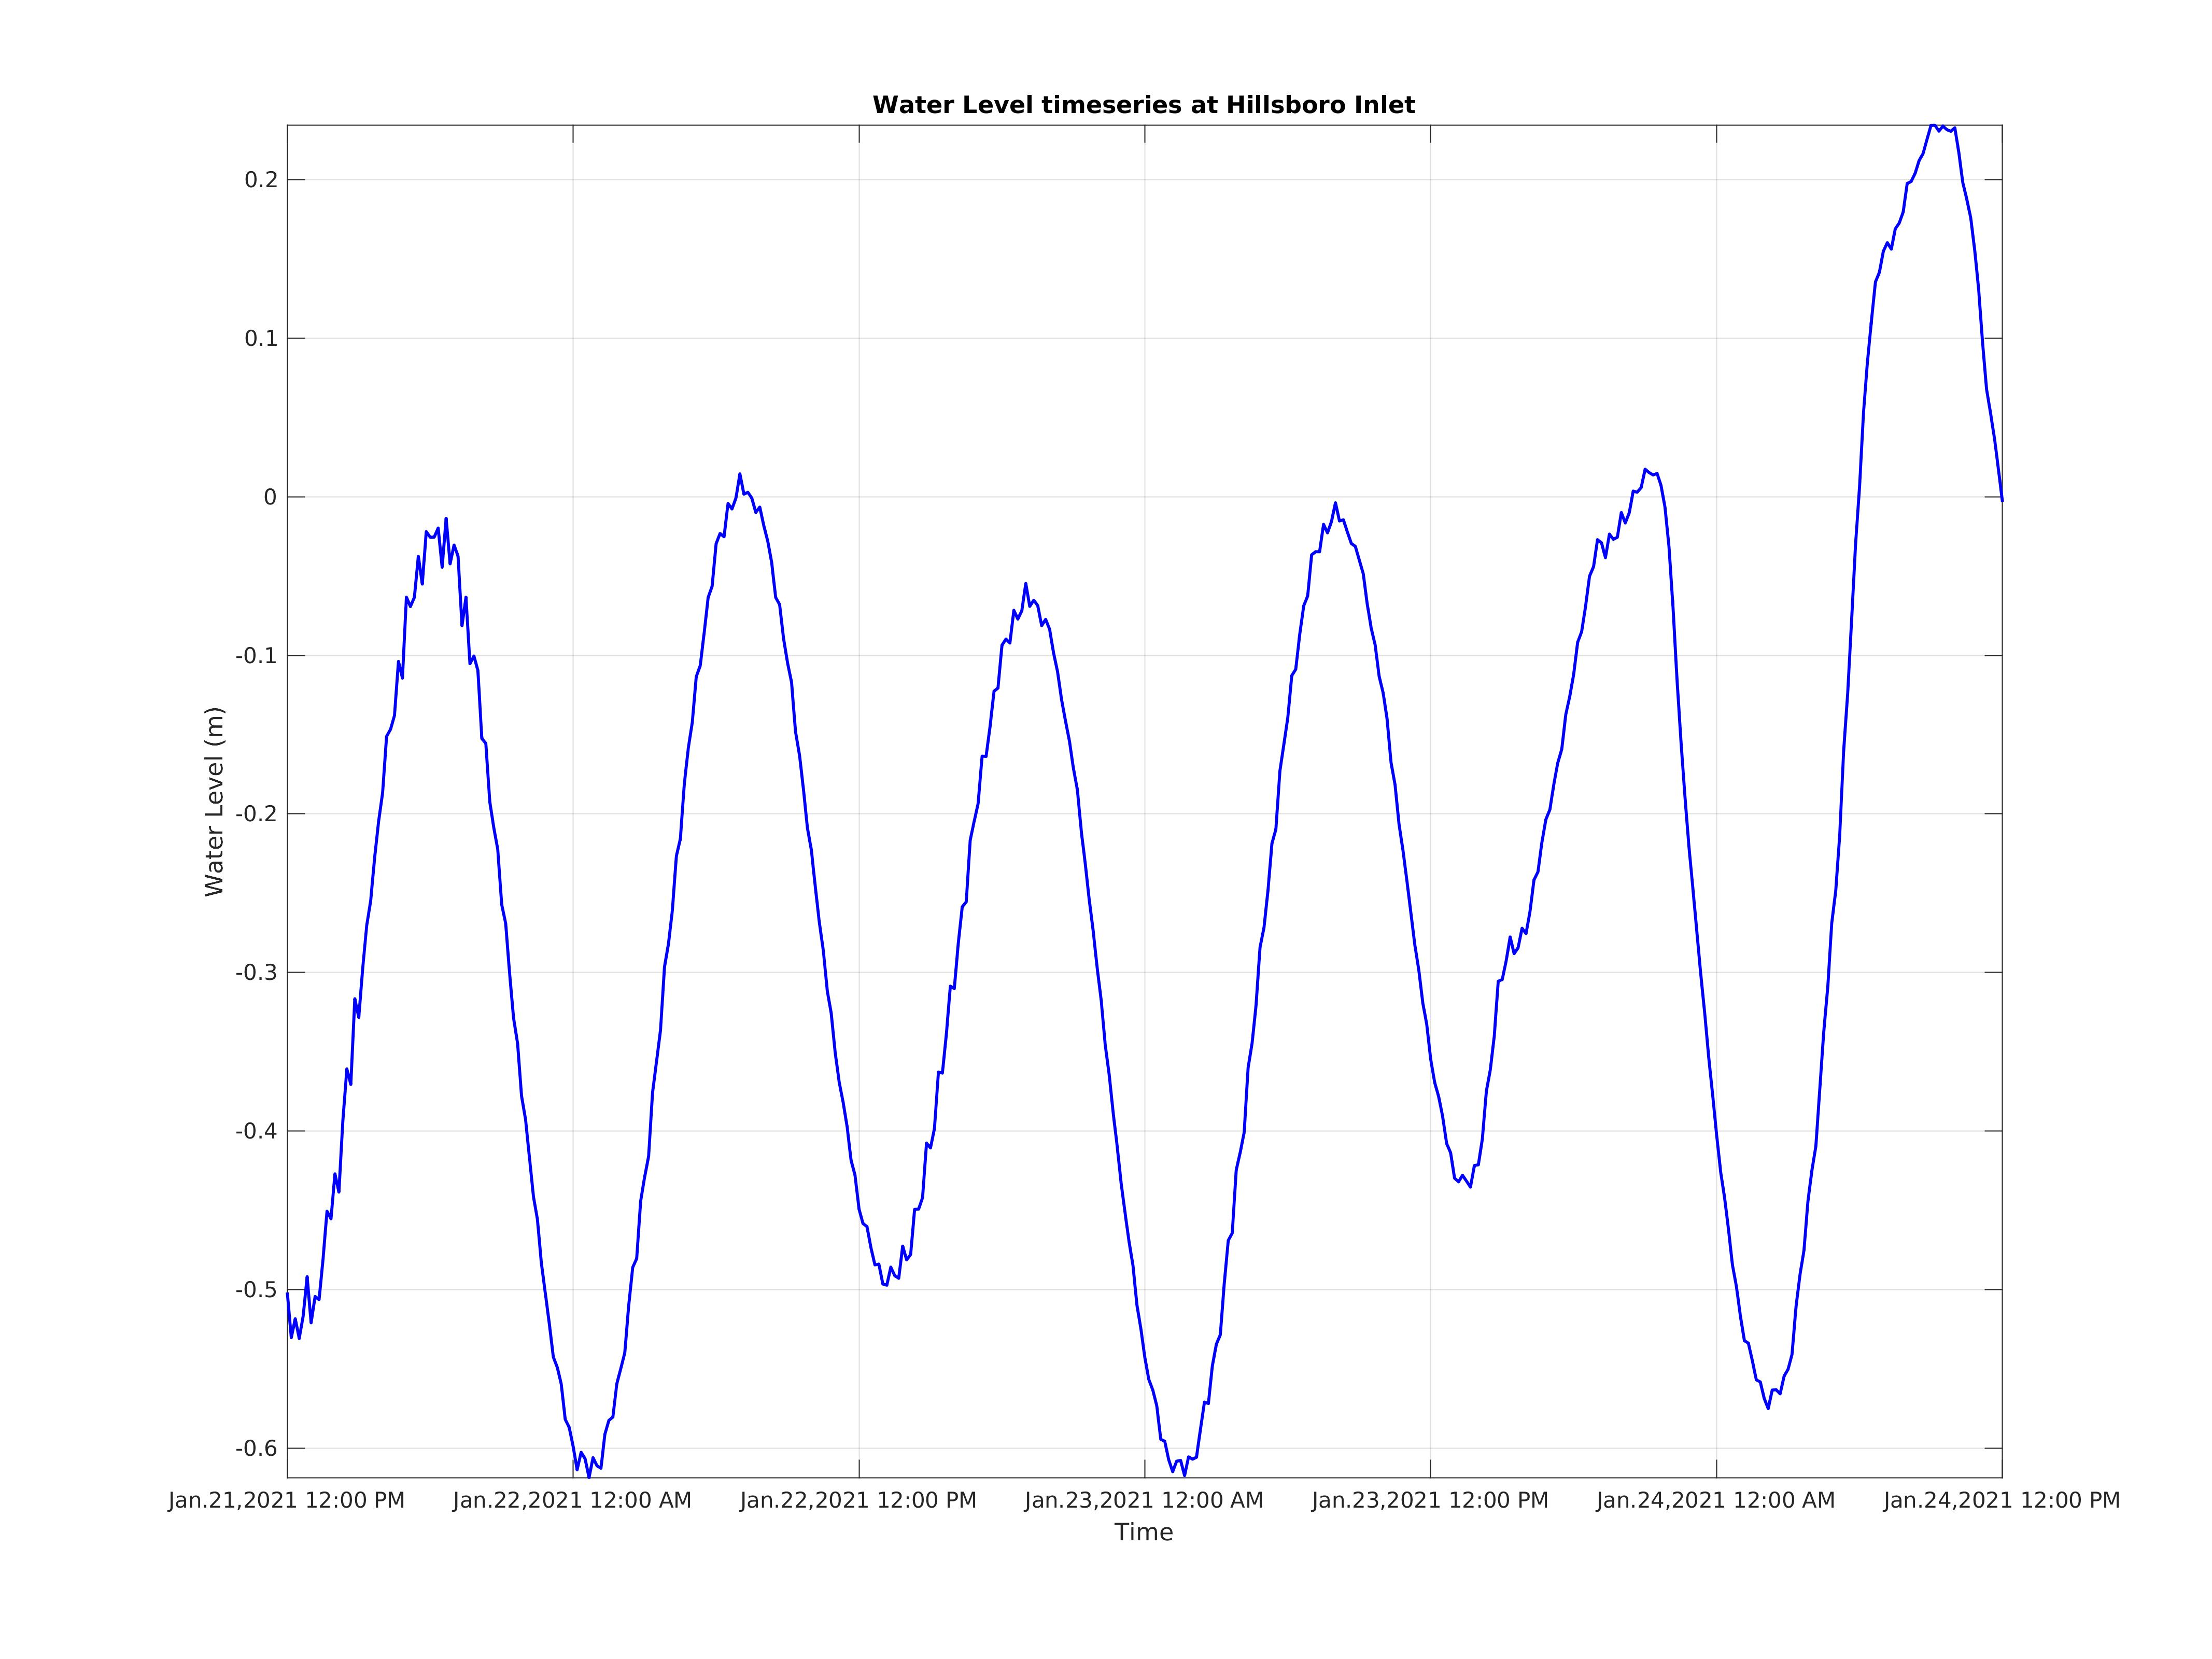 Water Level timeseries at Hillsboro Inlet
0.2
0.1
0
-0.1
-0.2
-0.3
-0.4
-0.5
-0.6
Water Level (m)
Jan.21,2021 12:00 PM Jan.22,2021 12:00 AM Jan.22,2021 12:00 PM Jan.23,2021 12:00 AM Jan.23,2021 12:00 PM Jan.24,2021 12:00 AM Jan.24,2021 12:00 PM
Time